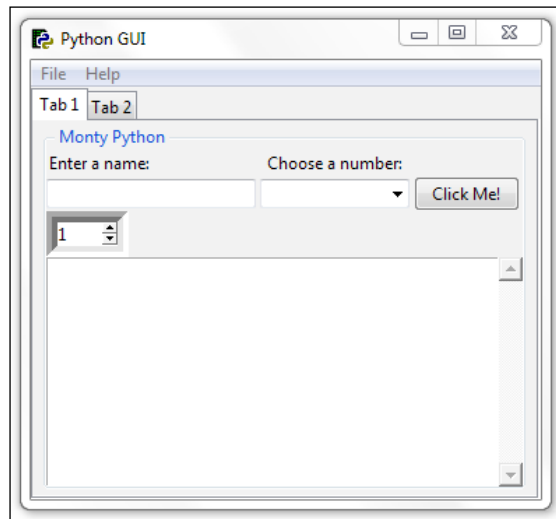 Python GUI
File Help
Tab 1 Tab 2
Monty Python
Enter a name: Choose a number:
Click Me!
1